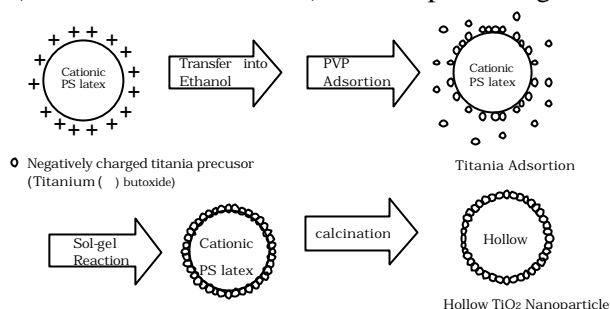 Cationic
PS latex
Transfer into
Ethanol
PVP
Adsortion
Cationic
PS latex
Negatively charged titania precusor
(Titanium ( ) butoxide)
Titania Adsortion
Sol-gel
Reaction
Cationic
PS latex
calcination
Hollow
Hollow TiO₂ Nanoparticle